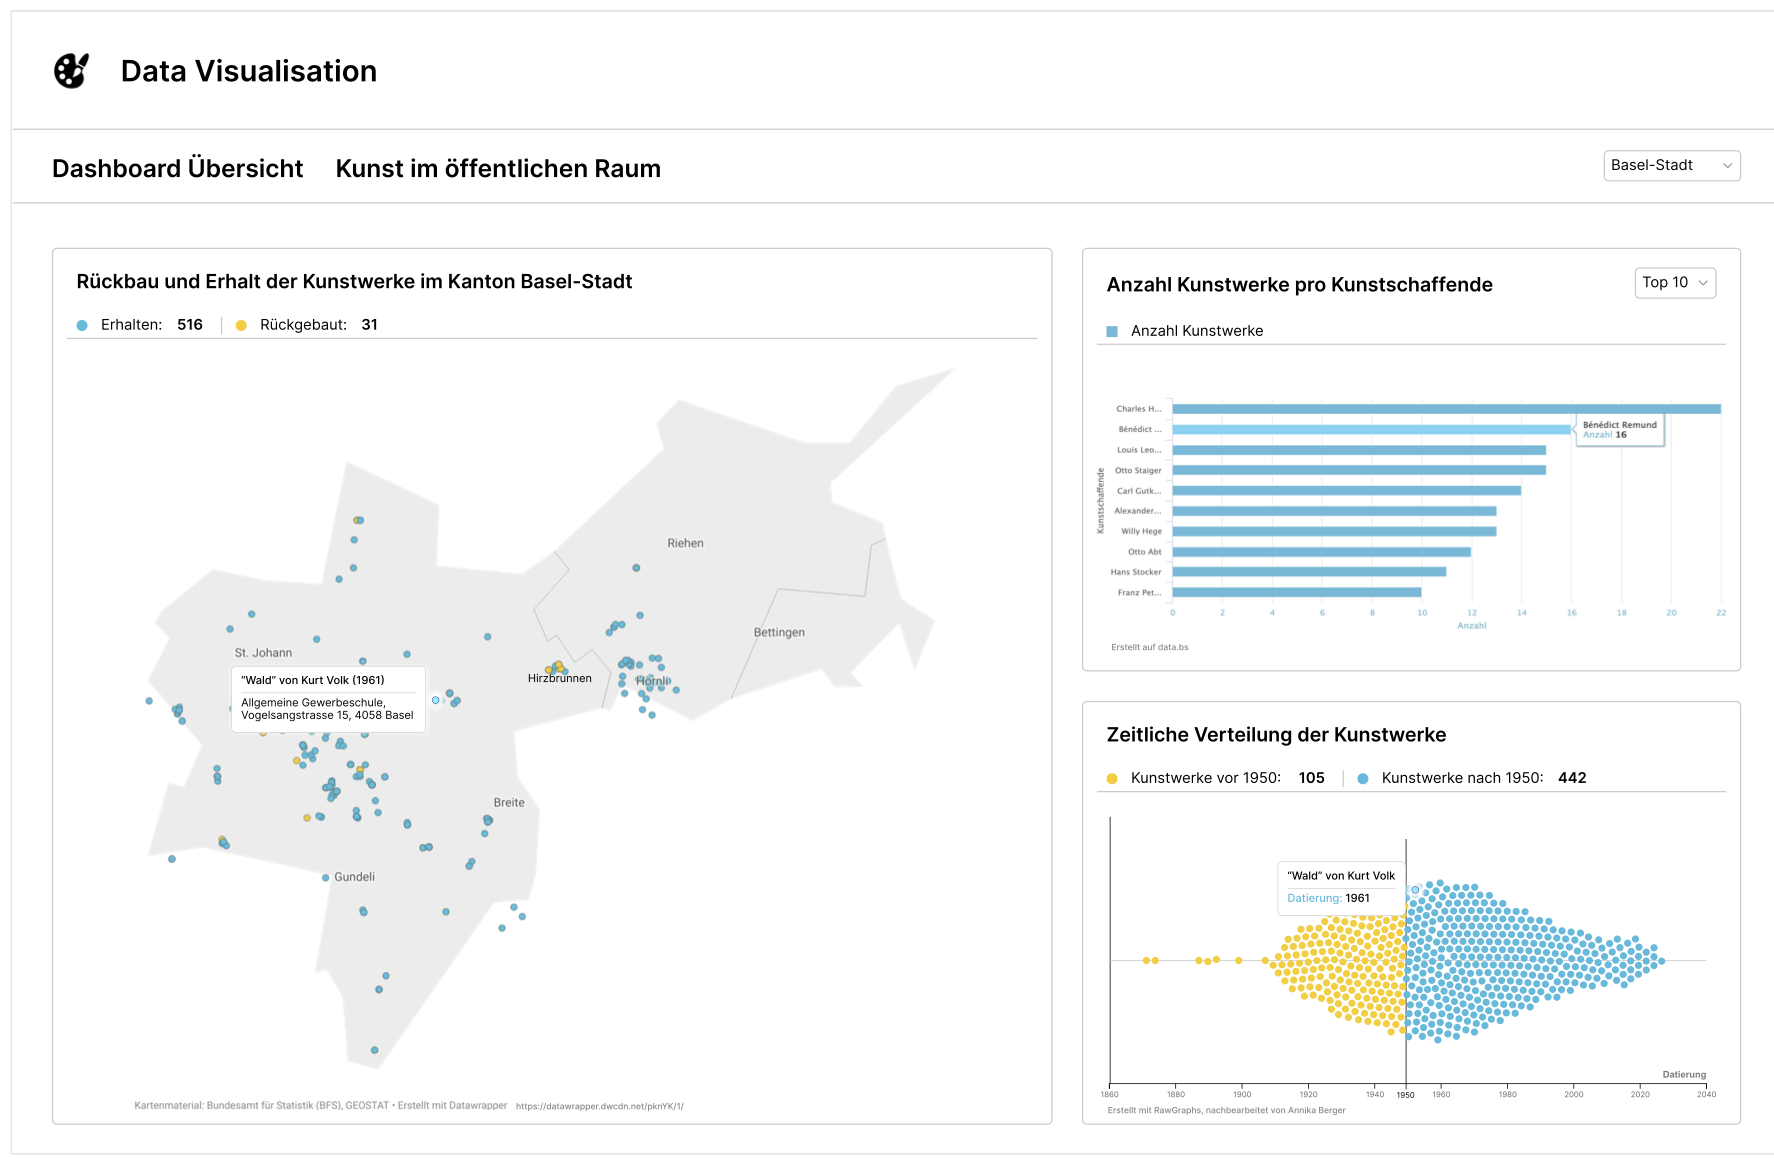 Data Visualisation
Dashboard Übersicht Kunst im öffentlichen Raum
Basel-Stadt
Rückbau und Erhalt der Kunstwerke im Kanton Basel-Stadt
Erhalten: 516 Rückgebaut: 31
Riehen
Bettingen
St. Johann
Hirzbrunnen
Hörnli
"Wald" von Kurt Volk (1961)
Allgemeine Gewerbeschule,
Vogelsangstrasse 15, 4058 Basel
Breite
Gundeli
Kartenmaterial: Bundesamt für Statistik (BFS), GEOSTAT • Erstellt mit Datawrapper https://datawrapper.dwcdn.net/pknYK/1/
Anzahl Kunstwerke pro Kunstschaffende
Top 10
Anzahl Kunstwerke
Kunstschaffende
Charles H...
Bénédict ...
Louis Leo...
Otto Staiger
Carl Gutk...
Alexander...
Willy Hege
Otto Abt
Hans Stocker
Franz Pet...
Bénédict Remund
Anzahl 16
0 2 4 6 8 10 12 14 16 18 20 22
Anzahl
Erstellt auf data.bs
Zeitliche Verteilung der Kunstwerke
Kunstwerke vor 1950: 105 Kunstwerke nach 1950: 442
"Wald" von Kurt Volk
Datierung: 1961
Datierung
1860 1880 1900 1920 1940 1950 1960 1980 2000 2020 2040
Erstellt mit RawGraphs, nachbearbeitet von Annika Berger